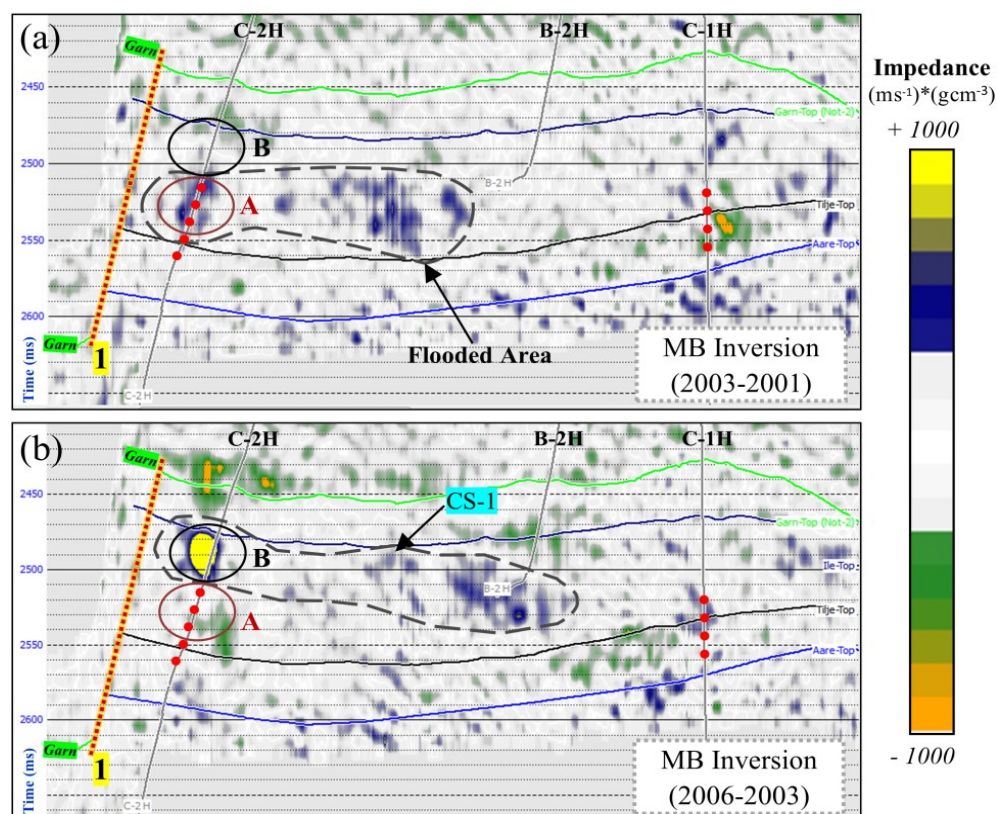 (a)
C-2H
B-2H
C-1H
Garn
2450
Garn-Top (Not-2)
B
2500
B-2H
A
Tilje-Top
2550
Aare-Top
2600
Garn
1
Flooded Area
Time (ms)
C-2H
MB Inversion
(2003-2001)
(b)
C-2H
B-2H
C-1H
Garn
2450
CS-1
Garn-Top (Not-2)
B
2500
B-2H
Ile-Top
A
Tilje-Top
2550
Aare-Top
2600
Garn
1
Time (ms)
C-2H
MB Inversion
(2006-2003)
Impedance
(ms⁻¹)*(gcm⁻³)
+ 1000
- 1000